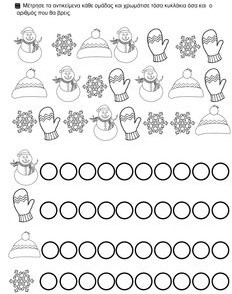 Μέτρησε τα αντικείμενα κάθε ομάδας και χρωμάτισε τόσα κυκλάκια όσα και ο
αριθμός που θα βρεις.